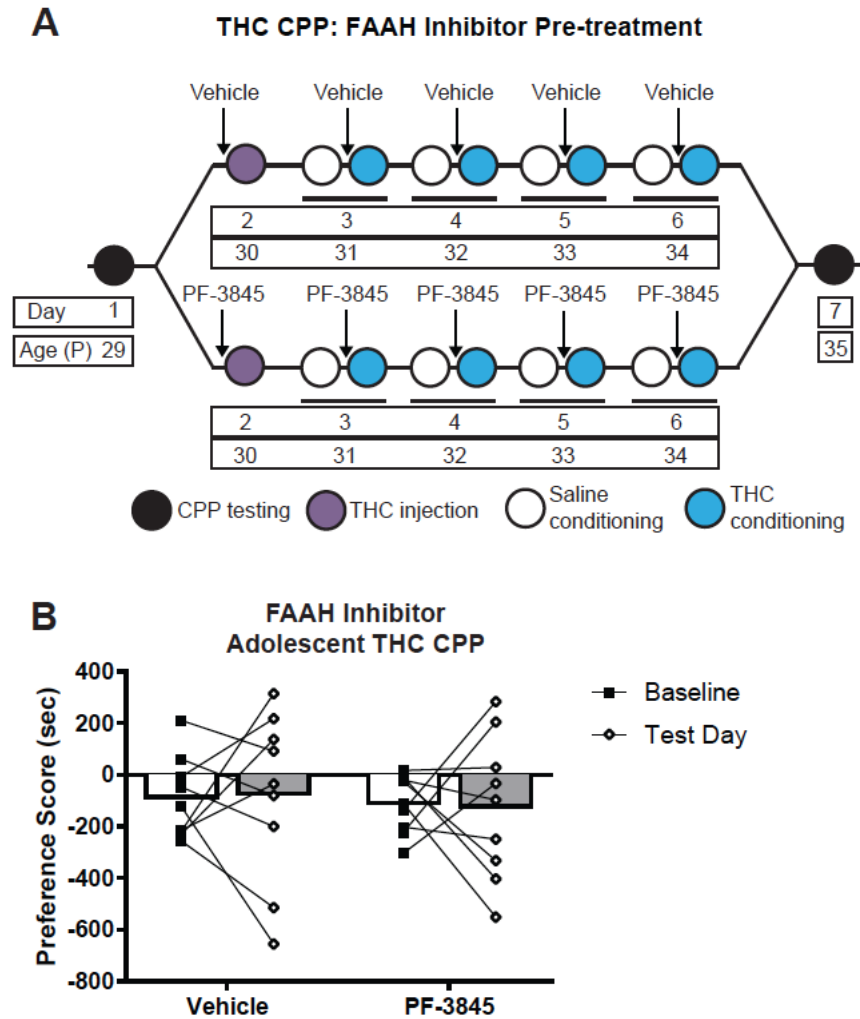 A
THC CPP: FAAH Inhibitor Pre-treatment
Vehicle Vehicle Vehicle Vehicle Vehicle
2 3 4 5 6
30 31 32 33 34
PF-3845 PF-3845 PF-3845 PF-3845 PF-3845
Day 1
Age (P) 29
7
35
2 3 4 5 6
30 31 32 33 34
CPP testing
THC injection
Saline
conditioning
THC
conditioning
B
FAAH Inhibitor
Adolescent THC CPP
Preference Score (sec)
400
200
0
-200
-400
-600
-800
Vehicle PF-3845
Baseline
Test Day